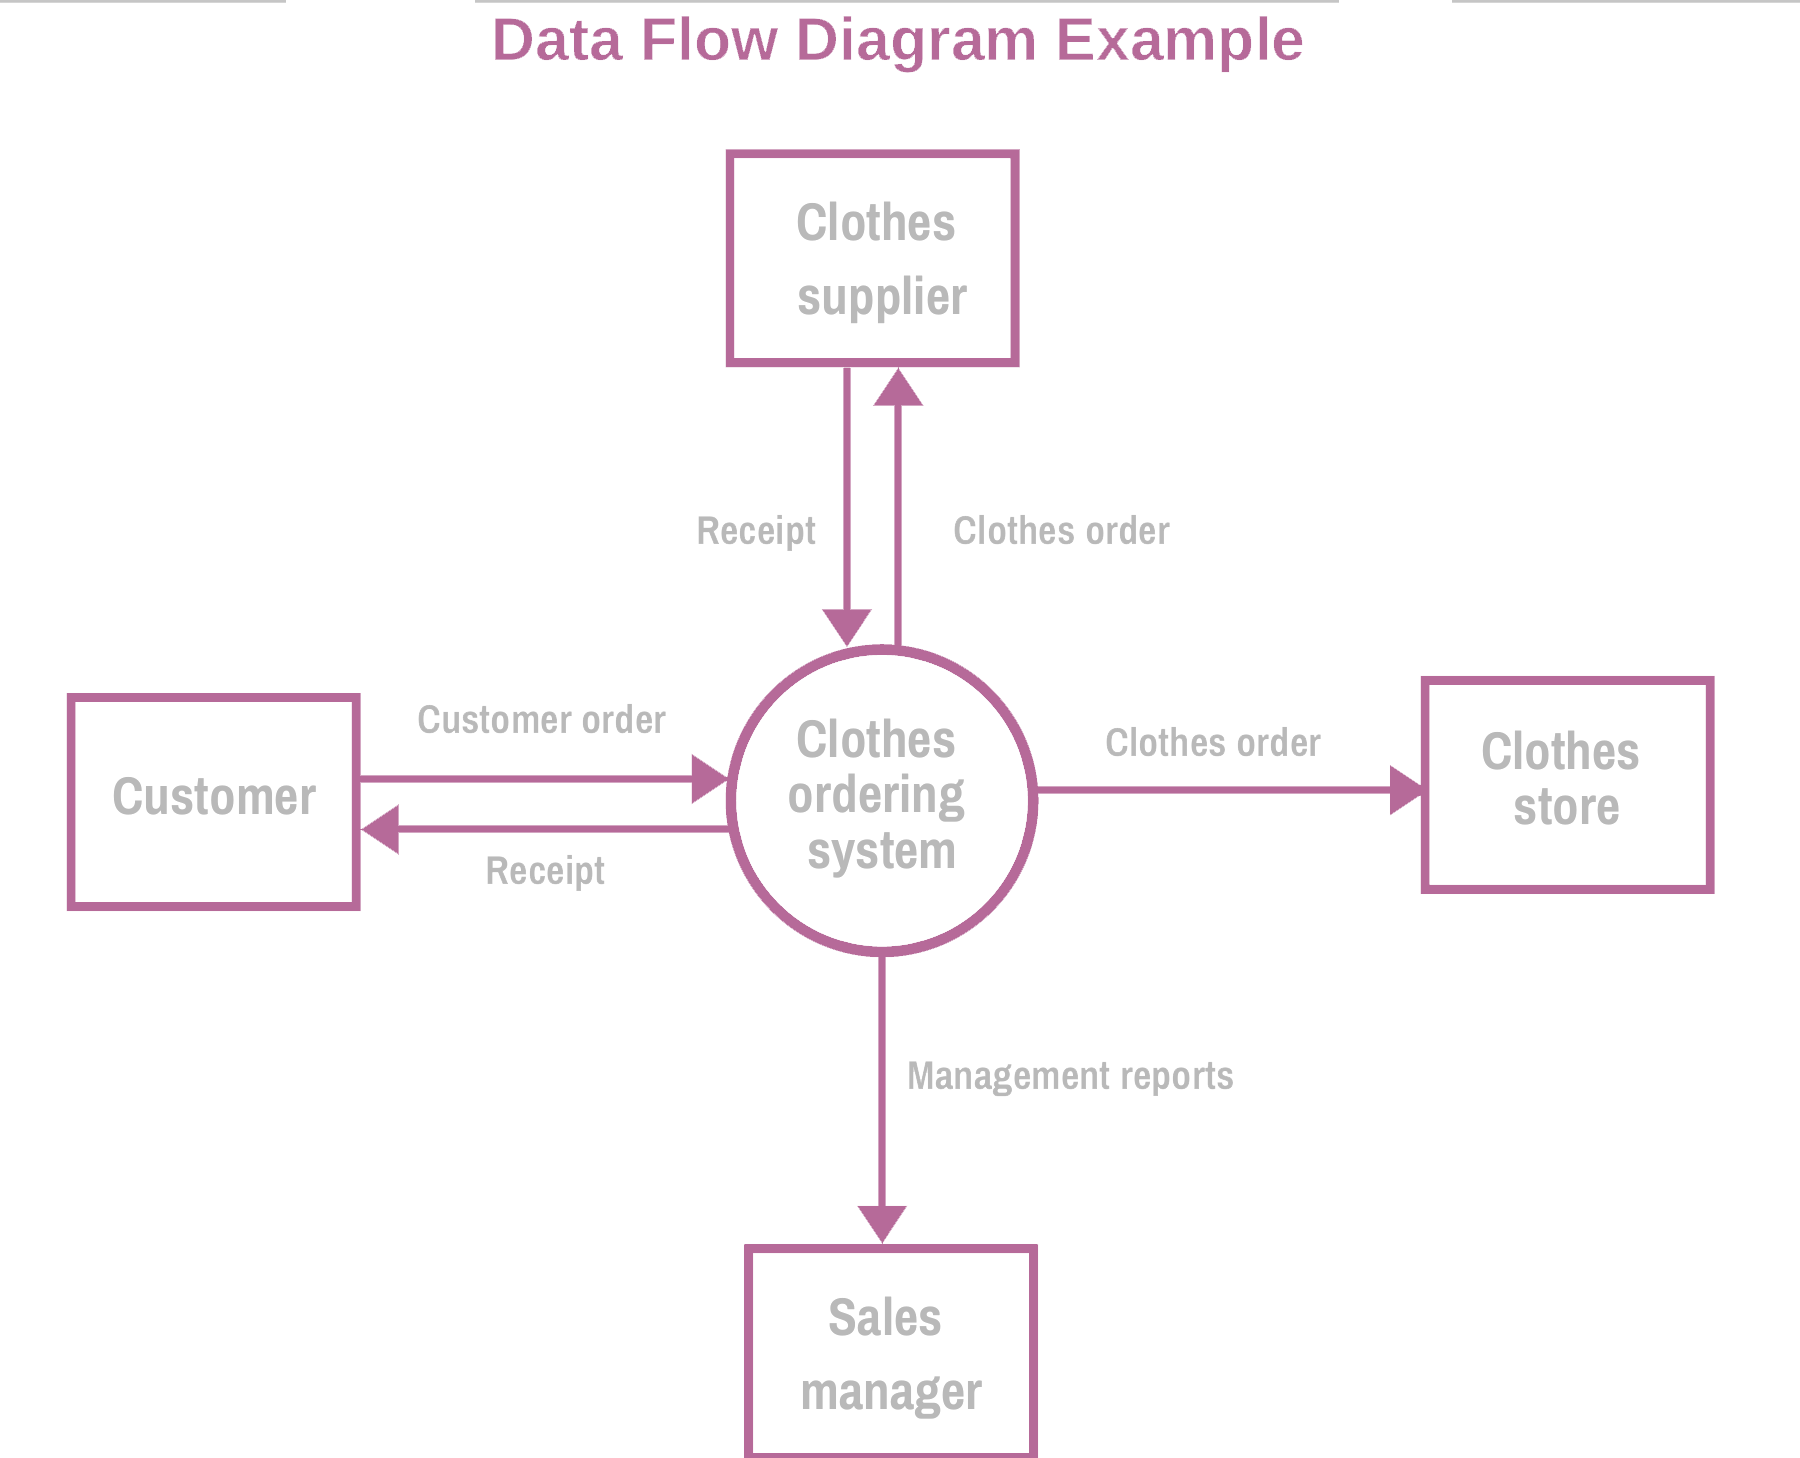 Data Flow Diagram Example
Clothes
supplier
Receipt
Clothes order
Customer order
Customer
Receipt
Clothes
ordering
system
Clothes order
Clothes
store
Management reports
Sales
manager